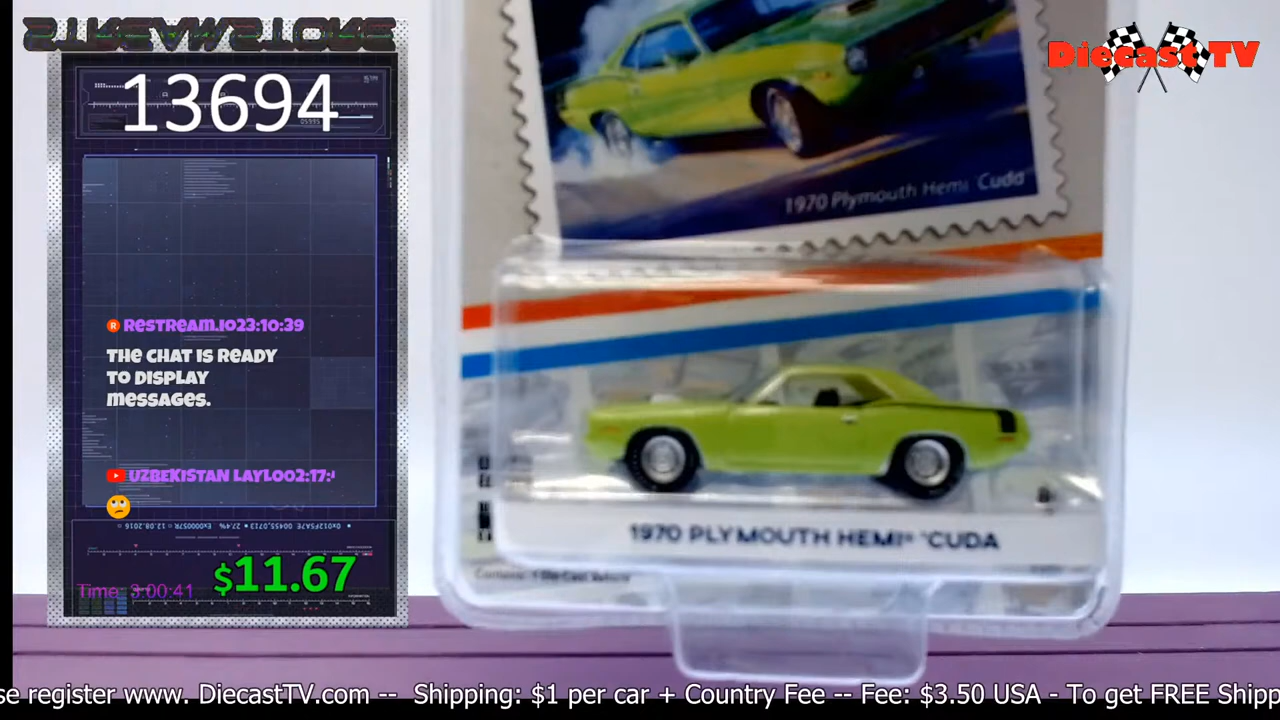 13694
Diecast TV
1970 Plymouth Hemi 'Cuda
Restream.io23:10:39
The chat is ready
to display
messages.
Uzbekistan Laylo02:17:
1970 PLYMOUTH HEMI® 'CUDA
$11.67
Time: 3:00:41
se register www. DiecastTV.com -- Shipping: $1 per car + Country Fee -- Fee: $3.50 USA - To get FREE Shipp